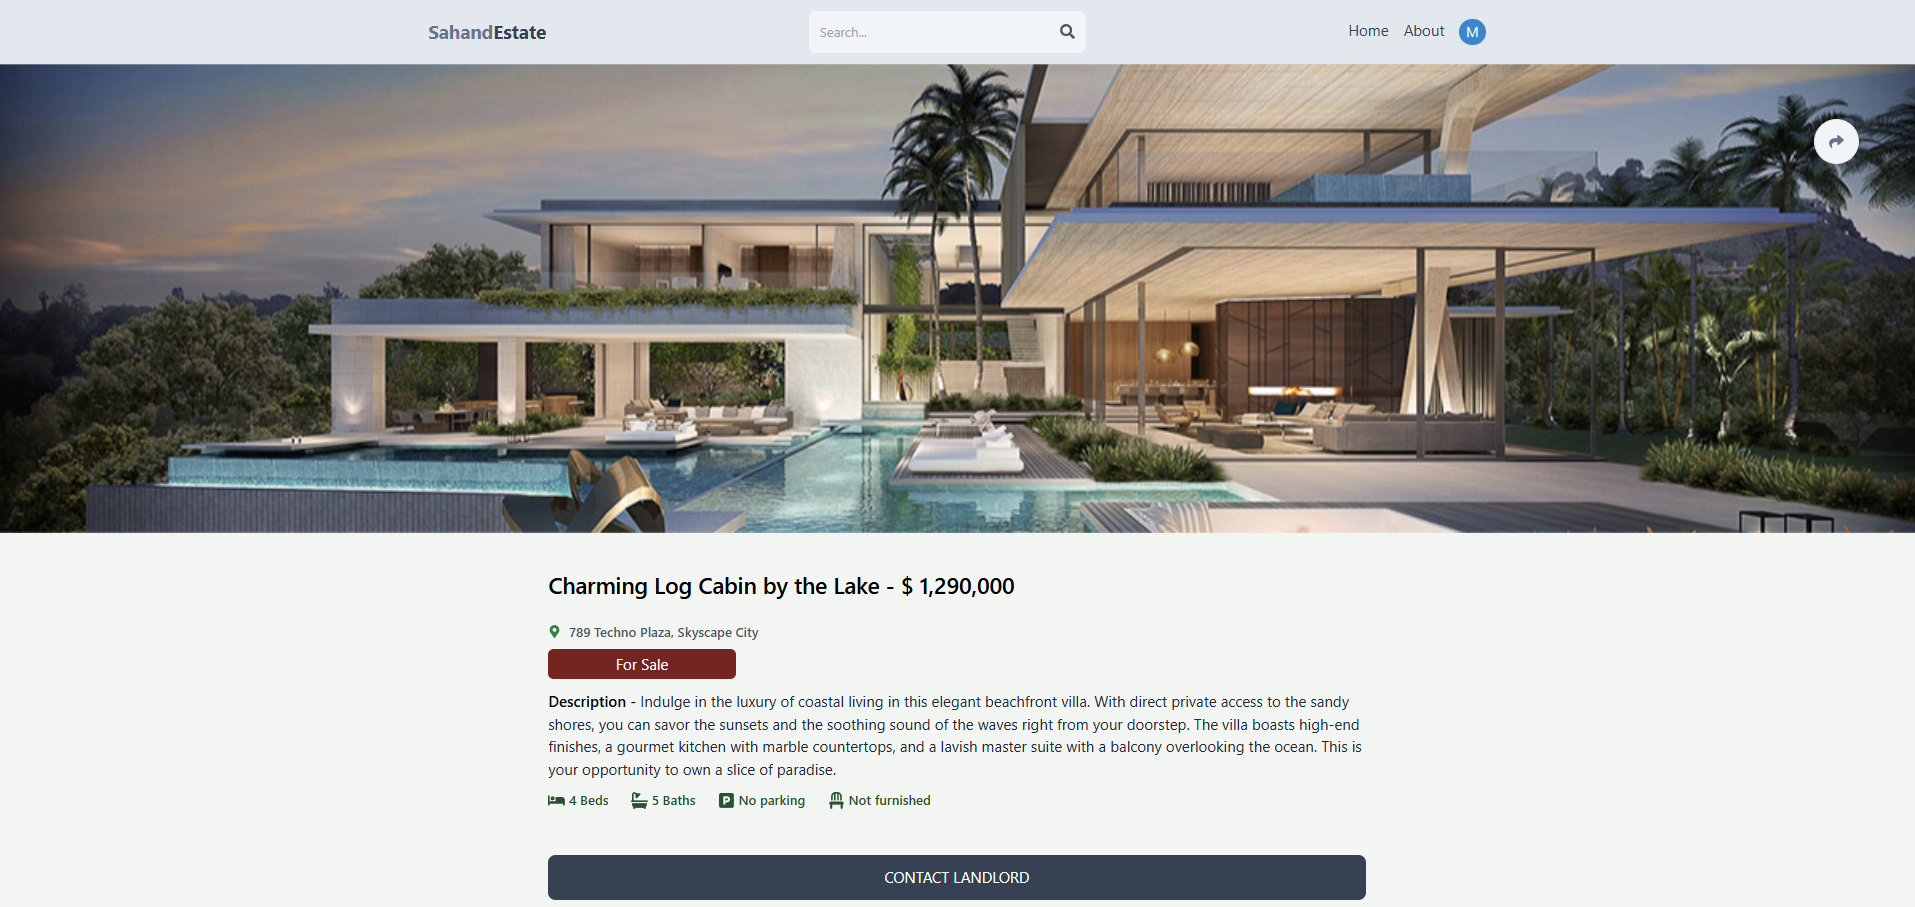 SahandEstate
Search...
Home
About
M
Charming Log Cabin by the Lake - $ 1,290,000
789 Techno Plaza, Skyscape City
For Sale
Description - Indulge in the luxury of coastal living in this elegant beachfront villa. With direct private access to the sandy
shores, you can savor the sunsets and the soothing sound of the waves right from your doorstep. The villa boasts high-end
finishes, a gourmet kitchen with marble countertops, and a lavish master suite with a balcony overlooking the ocean. This is
your opportunity to own a slice of paradise.
4 Beds
5 Baths
P No parking
Not furnished
CONTACT LANDLORD